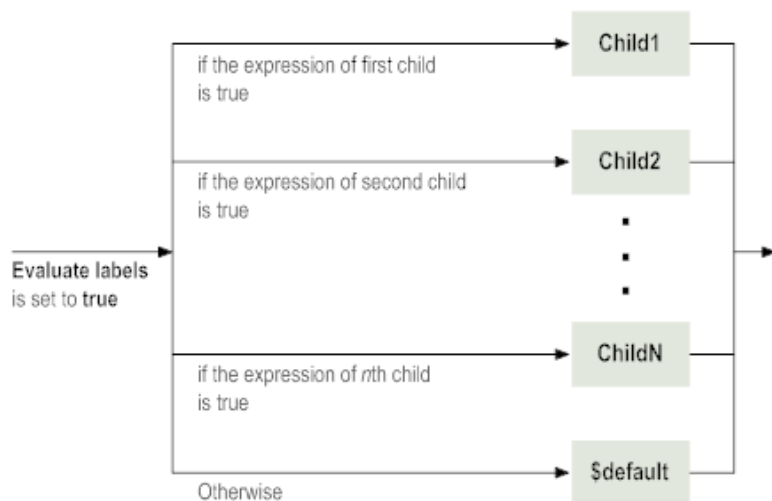 Child1
if the expression of first child
is true
Child2
if the expression of second child
is true
Evaluate labels
is set to true
ChildN
if the expression of nth child
is true
$default
Otherwise